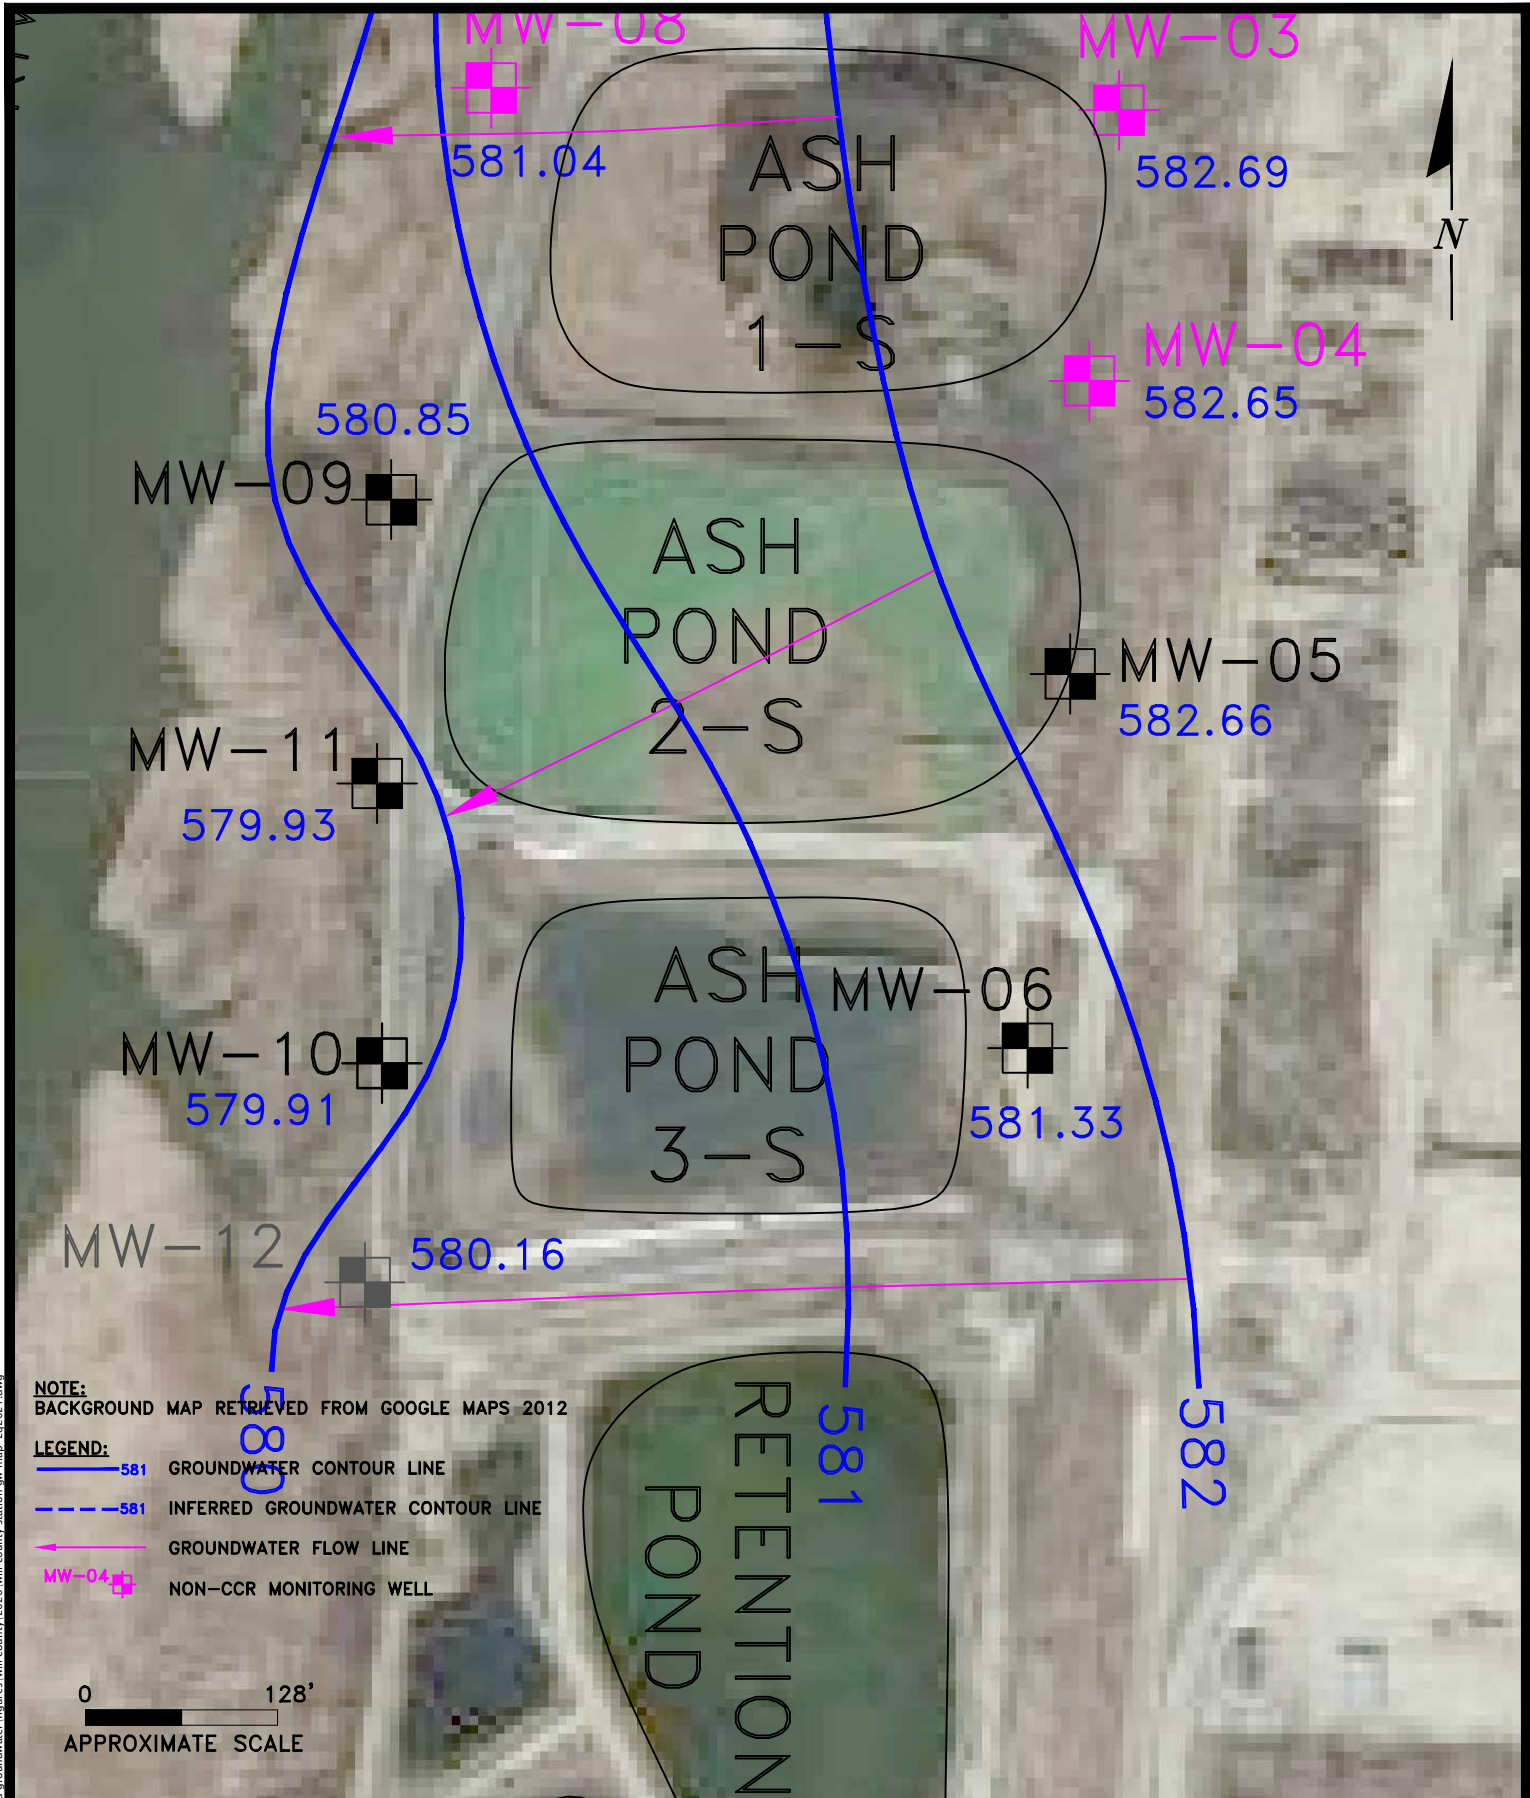 MW-08
MW-03
581.04
582.69
ASH
POND
1-S
N
MW-04
582.65
580.85
MW-09
ASH
POND
2-S
MW-05
582.66
MW-11
579.93
ASH
POND
3-S
MW-06
581.33
MW-10
579.91
MW-12
580.16
580
581
582
RETENTION
POND
NOTE:
BACKGROUND MAP RETRIEVED FROM GOOGLE MAPS 2012
LEGEND:
581 GROUNDWATER CONTOUR LINE
581 INFERRED GROUNDWATER CONTOUR LINE
GROUNDWATER FLOW LINE
MW-04 NON-CCR MONITORING WELL
0 128'
APPROXIMATE SCALE